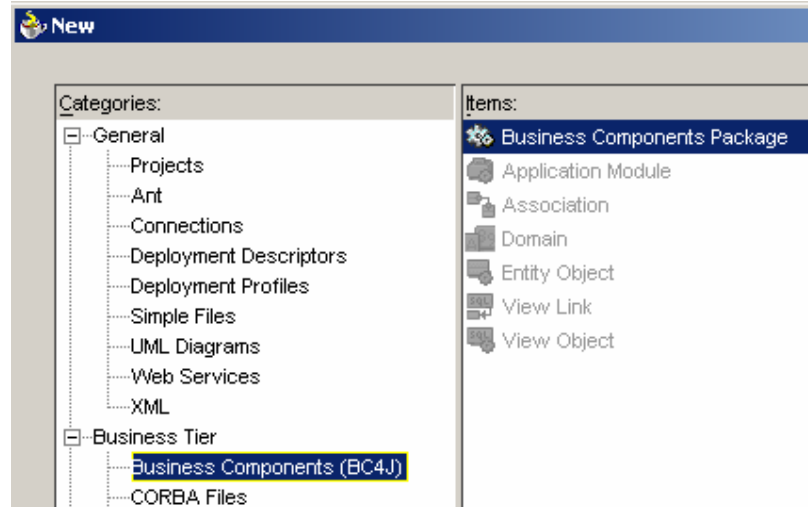 New
Categories:
General
Projects
Ant
Connections
Deployment Descriptors
Deployment Profiles
Simple Files
UML Diagrams
Web Services
XML
Business Tier
Business Components (BC4J)
CORBA Files
Items:
Business Components Package
Application Module
Association
Domain
Entity Object
View Link
View Object